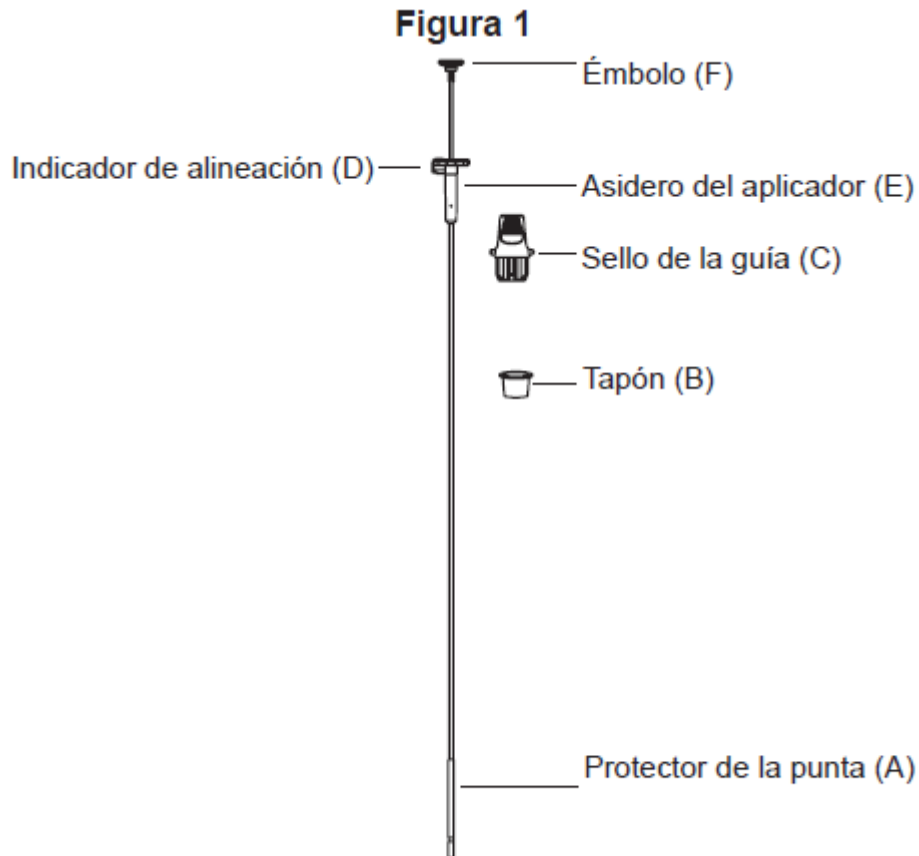 Figura 1
Émbolo (F)
Indicador de alineación (D)
Asidero del aplicador (E)
Sello de la guía (C)
Tapón (B)
Protector de la punta (A)